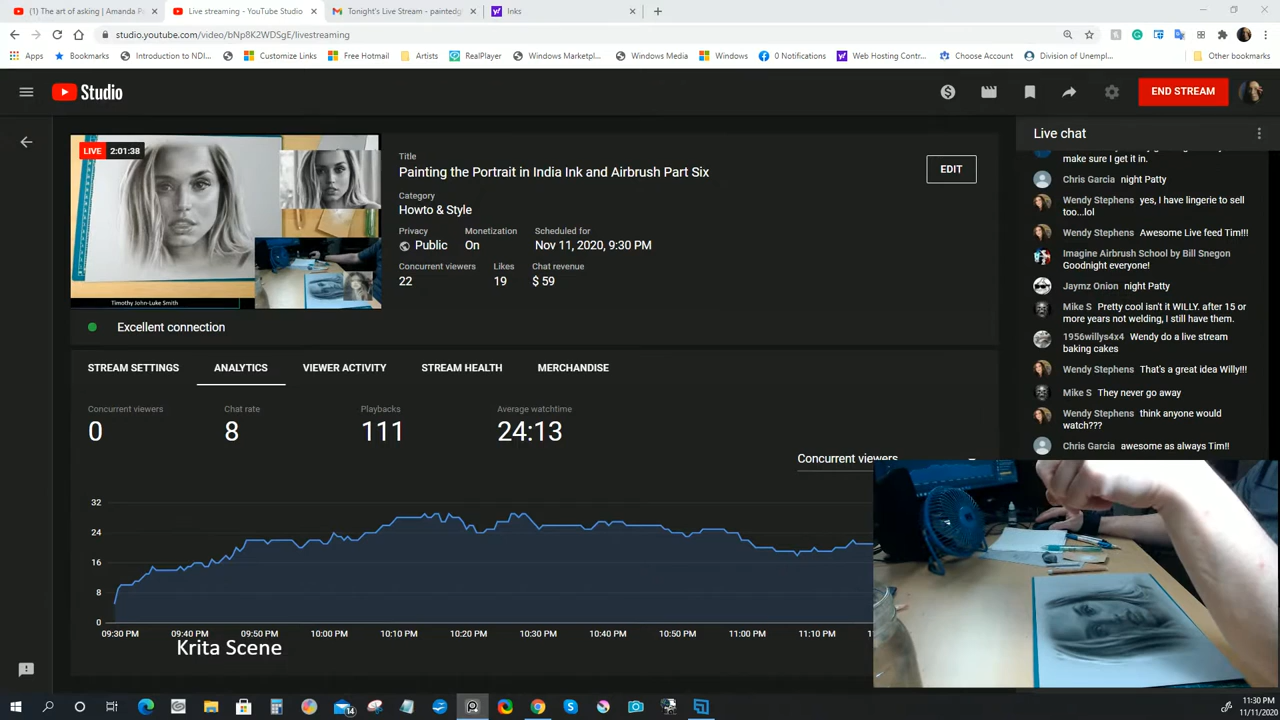 (1) The art of asking | Amanda P
Live streaming - YouTube Studio
Tonight's Live Stream - paintedg
Inks
studio.youtube.com/video/bNp8K2WDSgE/livestreaming
Apps
Bookmarks
Introduction to NDI...
Customize Links
Free Hotmail
Artists
RealPlayer
Windows Marketpl...
Windows Media
Windows
0 Notifications
Web Hosting Contr...
Choose Account
Division of Unempl...
Other bookmarks
Studio
END STREAM
LIVE 2:01:38
Timothy John-Luke Smith
Title
Painting the Portrait in India Ink and Airbrush Part Six
EDIT
Category
Howto & Style
Privacy
Public
Monetization
On
Scheduled for
Nov 11, 2020, 9:30 PM
Concurrent viewers
22
Likes
19
Chat revenue
$ 59
Excellent connection
STREAM SETTINGS
ANALYTICS
VIEWER ACTIVITY
STREAM HEALTH
MERCHANDISE
Concurrent viewers
0
Chat rate
8
Playbacks
111
Average watchtime
24:13
Concurrent viewers
32
24
16
8
0
09:30 PM
09:40 PM
09:50 PM
10:00 PM
10:10 PM
10:20 PM
10:30 PM
10:40 PM
10:50 PM
11:00 PM
11:10 PM
Krita Scene
Live chat
make sure I get it in.
Chris Garcia night Patty
Wendy Stephens yes, I have lingerie to sell
too...lol
Wendy Stephens Awesome Live feed Tim!!!
Imagine Airbrush School by Bill Snegon
Goodnight everyone!
Jaymz Onion night Patty
Mike S Pretty cool isn't it WILLY. after 15 or
more years not welding, I still have them.
1956willys4x4 Wendy do a live stream
baking cakes
Wendy Stephens That's a great idea Willy!!!
Mike S They never go away
Wendy Stephens think anyone would
watch???
Chris Garcia awesome as always Tim!!
14
11:30 PM
11/11/2020